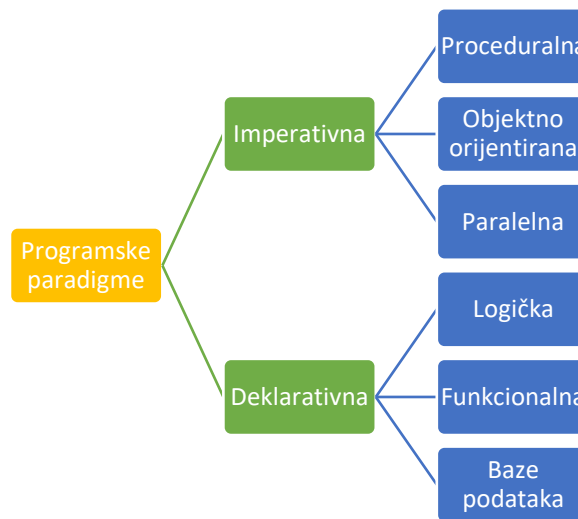 Proceduralna
Imperativna
Objektno
orijentirana
Paralelna
Programske
paradigme
Logička
Deklarativna
Funkcionalna
Baze
podataka